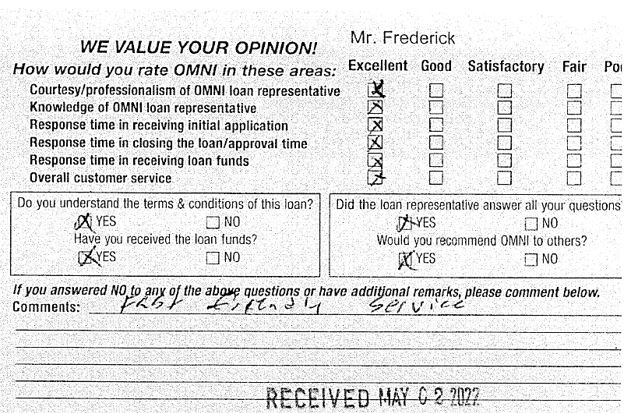 Mr. Frederick
WE VALUE YOUR OPINION!
How would you rate OMNI in these areas: Excellent Good Satisfactory Fair Poo
Courtesy/professionalism of OMNI loan representative
Knowledge of OMNI loan representative
Response time in receiving initial application
Response time in closing the loan/approval time
Response time in receiving loan funds
Overall customer service
Do you understand the terms & conditions of this loan?
YES NO
Have you received the loan funds?
YES NO
Did the loan representative answer all your questions
YES NO
Would you recommend OMNI to others?
YES NO
If you answered NO to any of the above questions or have additional remarks, please comment below.
Comments: FAST Friendly Service
RECEIVED MAY 02 2022